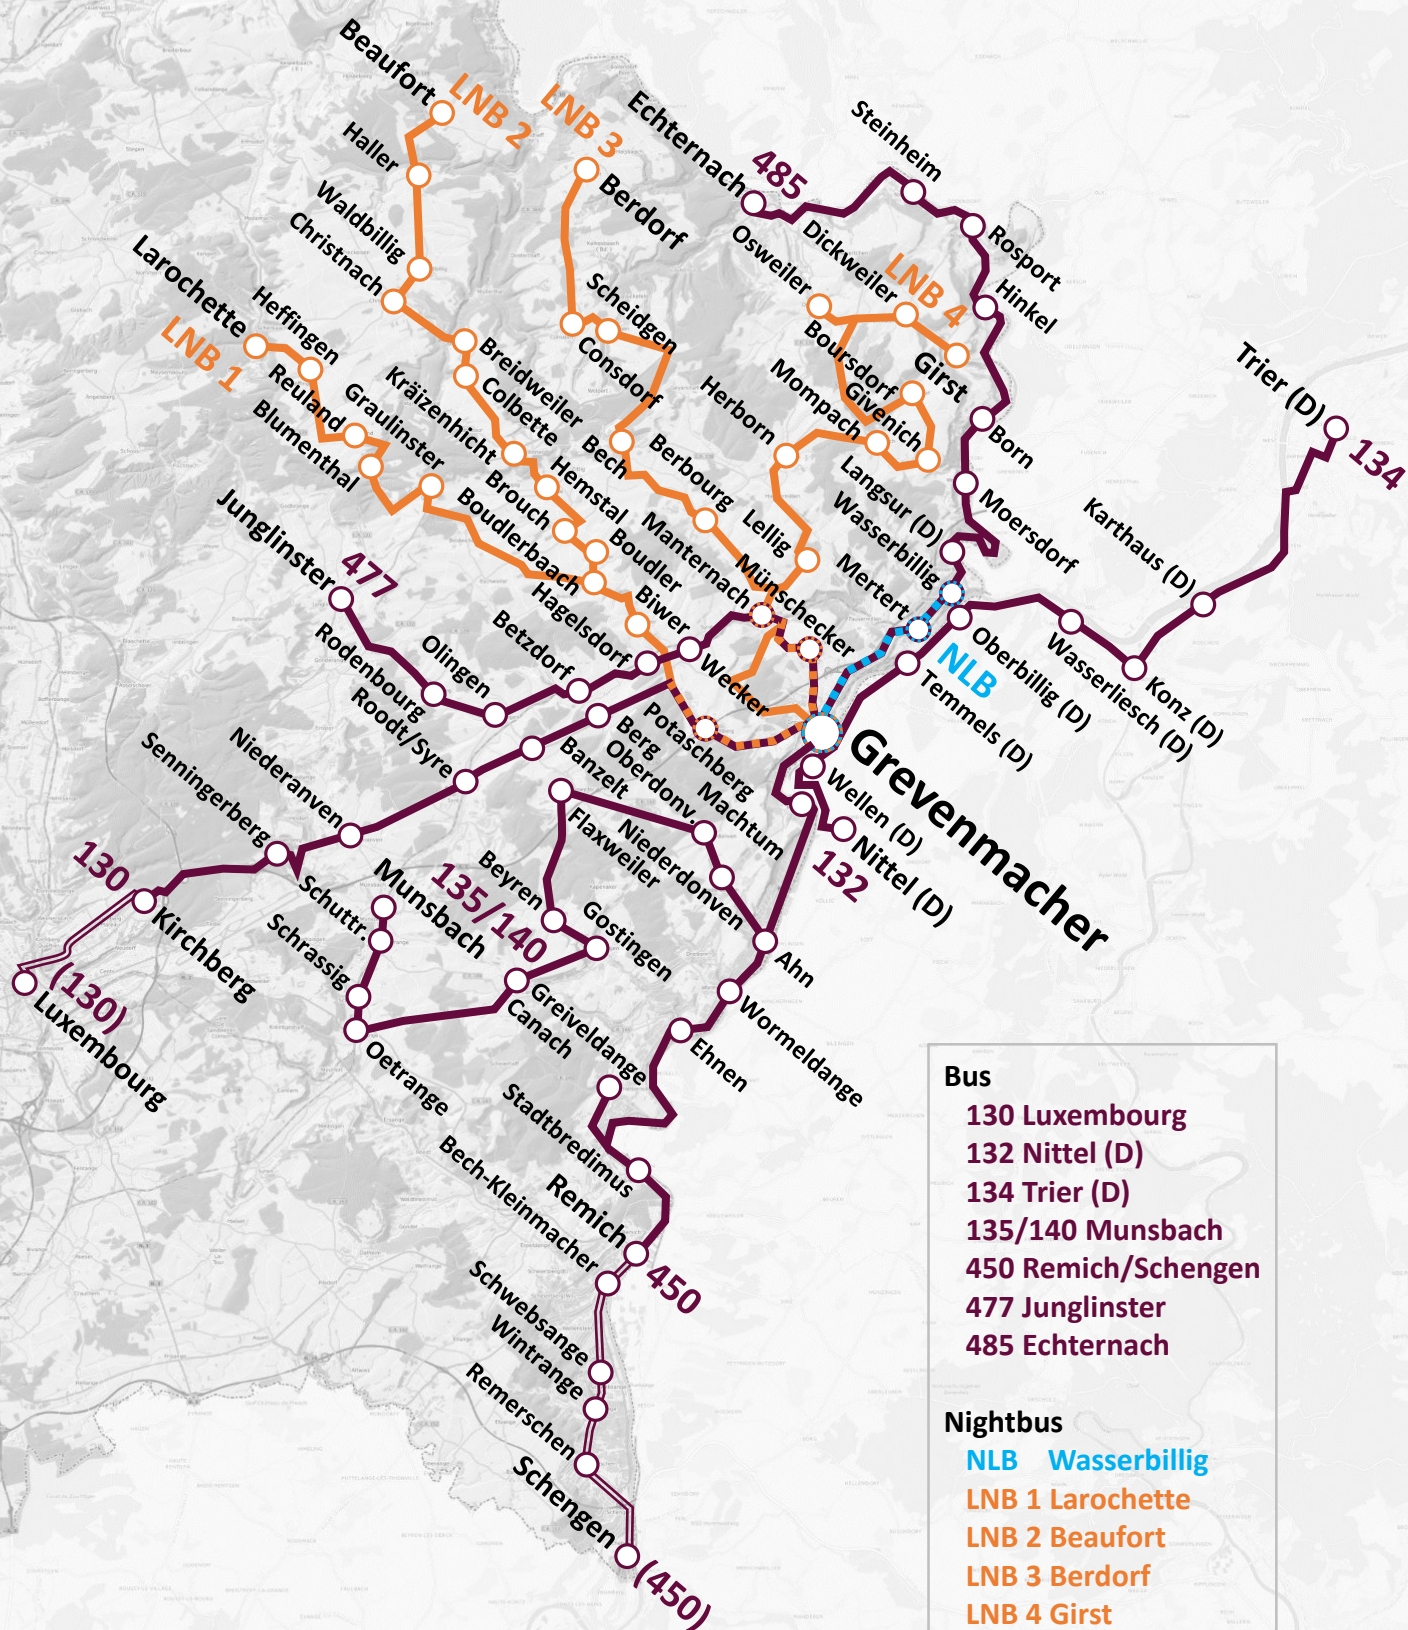 Beaufort
LNB 2
LNB 3
Echternach
485
Steinheim
Haller
Berdorf
Waldbillig
Christnach
Osweiler
Dickweiler
LNB 4
Rosport
Hinkel
Larochette
Heffingen
LNB 1
Scheidgen
Consdorf
Boursdorf
Girst
Trier (D)
134
Reuland
Graulinster
Blumenthal
Kräizenhicht
Breidweiler
Colbette
Herborn
Mompach
Givenich
Born
Bech
Berbourg
Brouch
Hemstal
Langsur (D)
Moersdorf
Karthaus (D)
Junglinster
477
Boudlerbaach
Boudler
Manternach
Lellig
Wasserbillig
Mertert
Münschecker
Hagelsdorf
Biwer
Betzdorf
Wecker
Rodenbourg
Olingen
NLB
Oberbillig (D)
Wasserliesch (D)
Konz (D)
Temmels (D)
Roodt/Syre
Berg
Banzelt
Potaschberg
Grevenmacher
Senningerberg
Niederanven
Oberdonv.
Machtum
Wellen (D)
Nittel (D)
132
Flaxweiler
Niederdonven
130
Kirchberg
Schuttr.
Munsbach
135/140
Beyren
Gostingen
Ahn
Schrassig
(130)
Luxembourg
Oetrange
Canach
Greiveldange
Ehnen
Wormeldange
Stadtbredimus
Bech-Kleinmacher
Remich
450
Schwebsange
Wintrange
Remerschen
Schengen
(450)
Bus
130 Luxembourg
132 Nittel (D)
134 Trier (D)
135/140 Munsbach
450 Remich/Schengen
477 Junglinster
485 Echternach
Nightbus
NLB Wasserbillig
LNB 1 Larochette
LNB 2 Beaufort
LNB 3 Berdorf
LNB 4 Girst